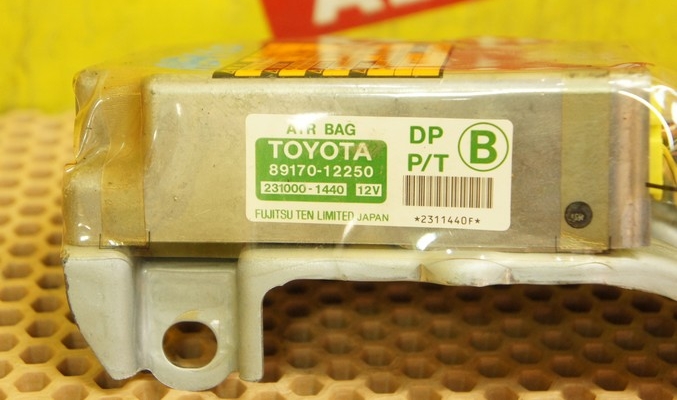 AIR BAG
TOYOTA
89170-12250
231000-1440 12V
FUJITSU TEN LIMITED JAPAN
DP
P/T
B
*2311440F*